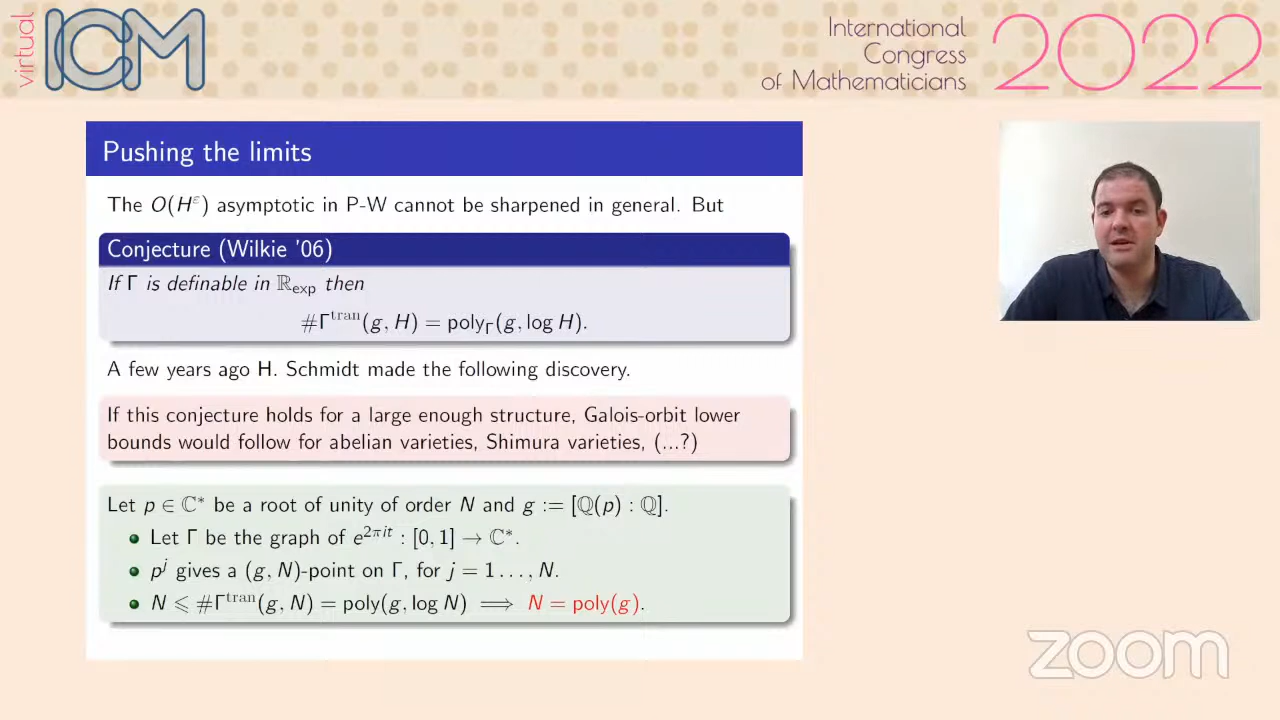 virtual
ICM
International
Congress
of Mathematicians
2022
Pushing the limits
The O(H^ε) asymptotic in P-W cannot be sharpened in general. But
Conjecture (Wilkie '06)
If Γ is definable in ℝ_exp then
#Γ^tran(g, H) = poly_Γ(g, log H).
A few years ago H. Schmidt made the following discovery.
If this conjecture holds for a large enough structure, Galois-orbit lower
bounds would follow for abelian varieties, Shimura varieties, (...?)
Let p ∈ ℂ* be a root of unity of order N and g := [ℚ(p) : ℚ].
• Let Γ be the graph of e^{2πit} : [0, 1] → ℂ*.
• p^j gives a (g, N)-point on Γ, for j = 1 ..., N.
• N ⩽ #Γ^tran(g, N) = poly(g, log N) ⟹ N = poly(g).
zoom